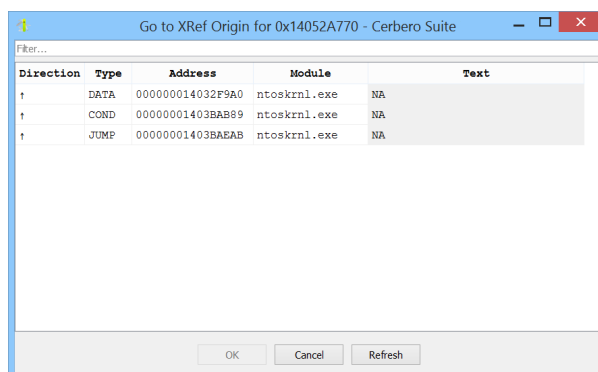 Go to XRef Origin for 0x14052A770 - Cerbero Suite
Filter...
Direction Type Address Module Text
↑ DATA 000000014032F9A0 ntoskrnl.exe NA
↑ COND 00000001403BAB89 ntoskrnl.exe NA
↑ JUMP 00000001403BAEAB ntoskrnl.exe NA
OK Cancel Refresh